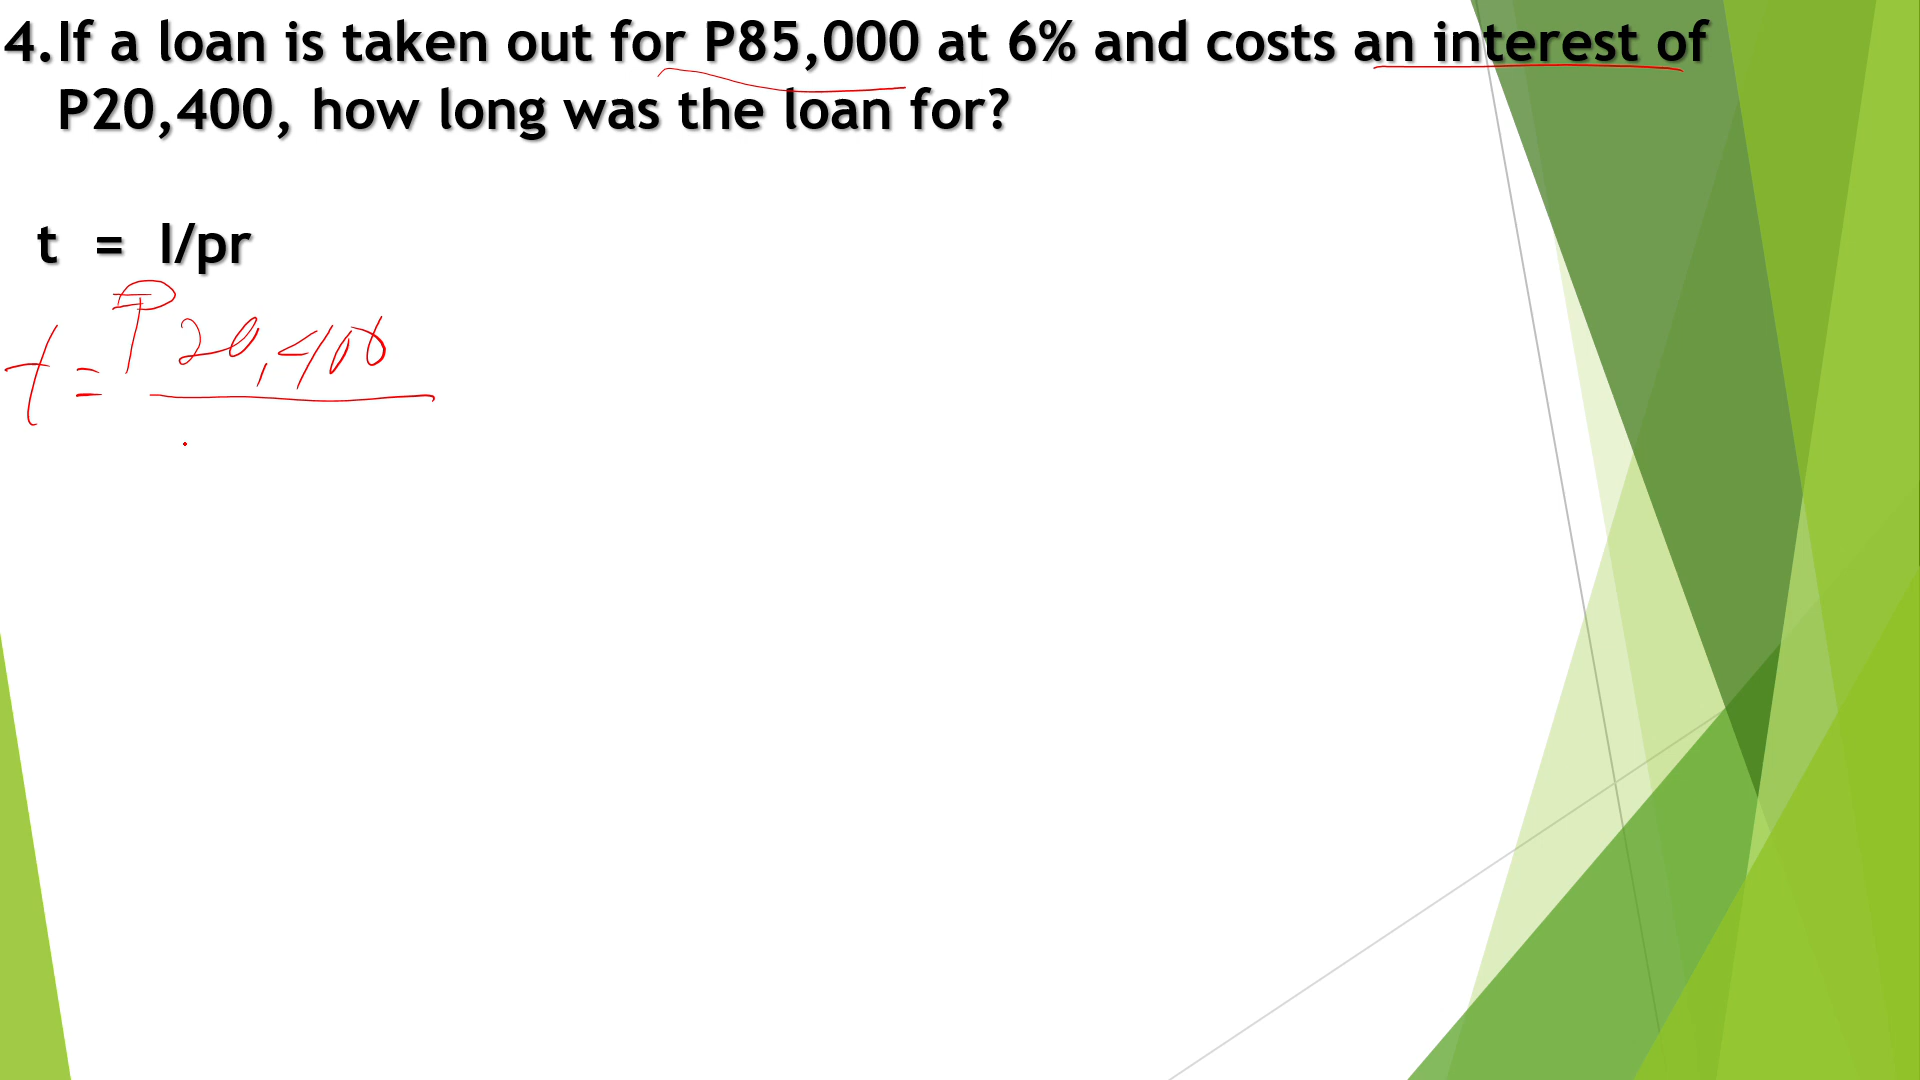 4.If a loan is taken out for P85,000 at 6% and costs an interest of
P20,400, how long was the loan for?
t = I/pr
t = ₱20,400